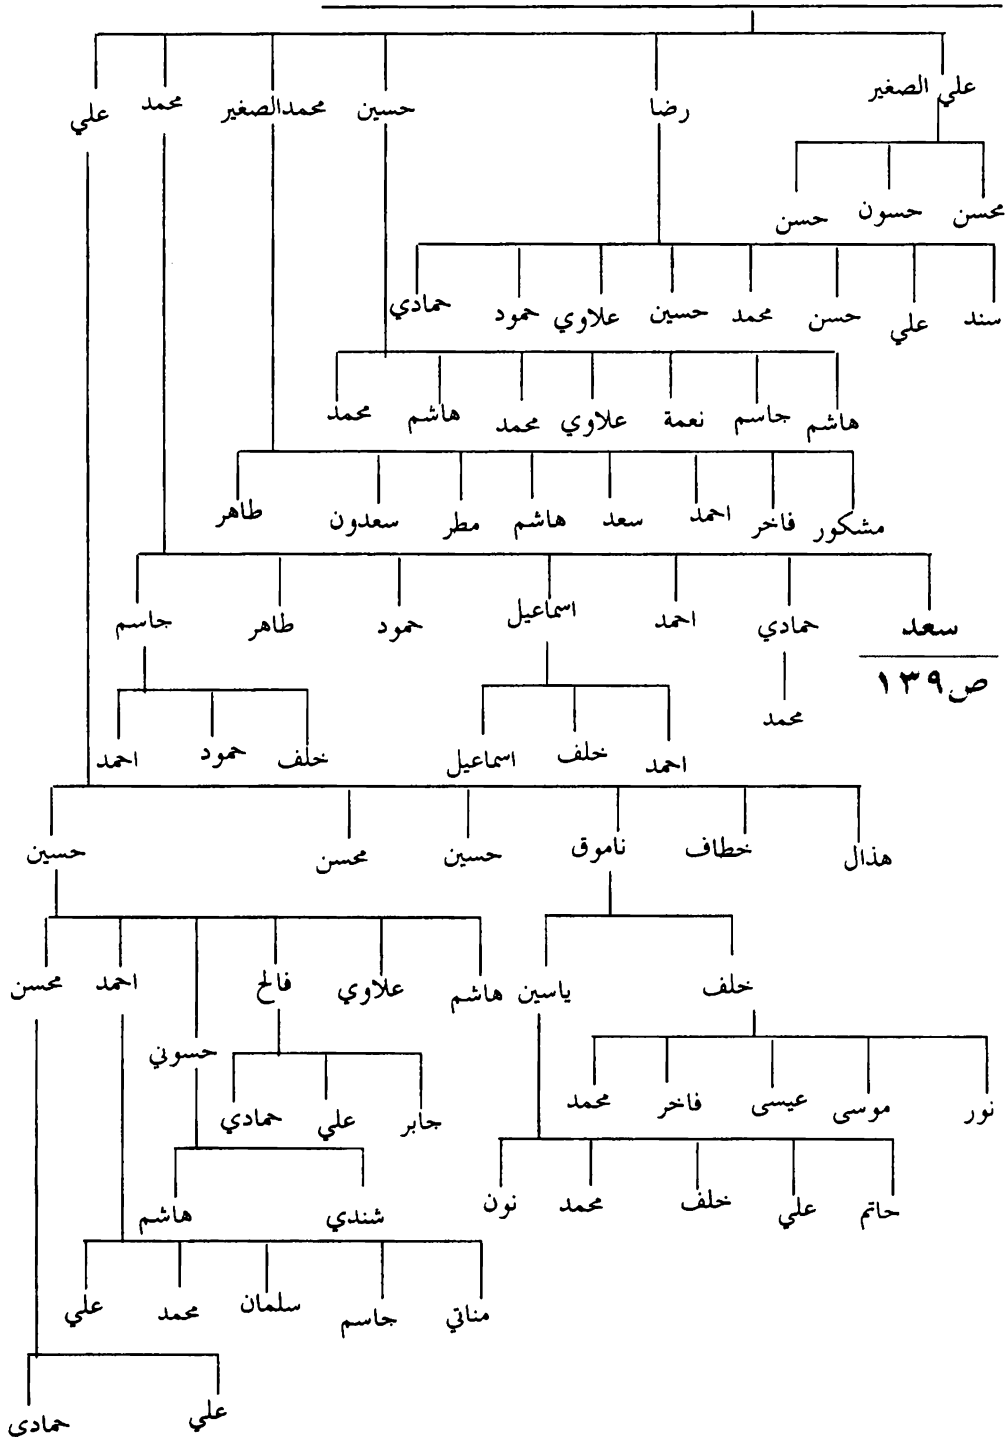 علي الصغير رضا حسين محمد الصغير محمد علي
محسن حسون حسن
سند علي حسن محمد حسين علاوي حمود حمادي
هاشم جاسم نعمة علاوي محمد هاشم محمد
مشكور فاخر احمد سعد هاشم مطر سعدون طاهر
سعد حمادي احمد اسماعيل حمود طاهر جاسم
ص ١٣٩
محمد
احمد خلف اسماعيل خلف حمود احمد
هذال خطاف ناموق حسين محسن حسين
خلف ياسين هاشم علاوي فالح احمد محسن
حسوني
نور موسى عيسى فاخر محمد جابر علي حمادي
حاتم علي خلف محمد نون شندي هاشم
مناتي جاسم سلمان محمد علي
علي حمادي